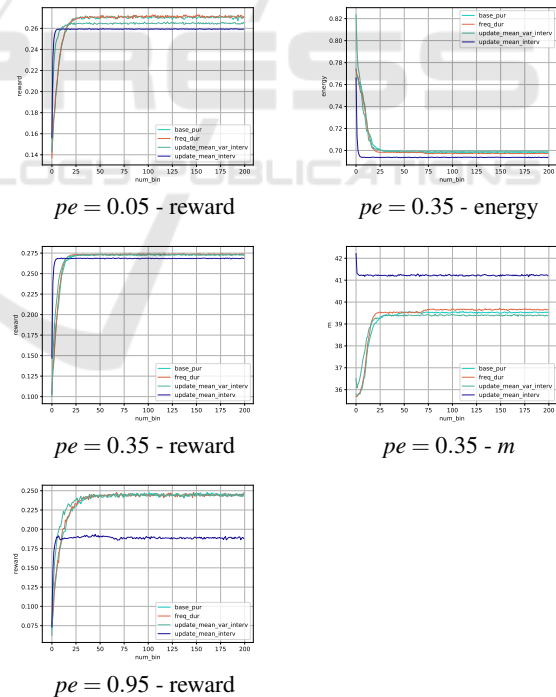 0.26
0.24
0.22
0.20
0.18
0.16
0.14
reward
base_pur
freq_dur
update_mean_var_interv
update_mean_interv
0 25 50 75 100 125 150 175 200
num_bin
pe = 0.05 - reward
0.82
0.80
0.78
0.76
0.74
0.72
0.70
energy
base_pur
freq_dur
update_mean_var_interv
update_mean_interv
0 25 50 75 100 125 150 175 200
num_bin
pe = 0.35 - energy
0.275
0.250
0.225
0.200
0.175
0.150
0.125
0.100
reward
base_pur
freq_dur
update_mean_var_interv
update_mean_interv
0 25 50 75 100 125 150 175 200
num_bin
pe = 0.35 - reward
42
41
40
39
38
37
36
m
base_pur
freq_dur
update_mean_var_interv
update_mean_interv
0 25 50 75 100 125 150 175 200
num_bin
pe = 0.35 - m
0.250
0.225
0.200
0.175
0.150
0.125
0.100
0.075
reward
base_pur
freq_dur
update_mean_var_interv
update_mean_interv
0 25 50 75 100 125 150 175 200
num_bin
pe = 0.95 - reward